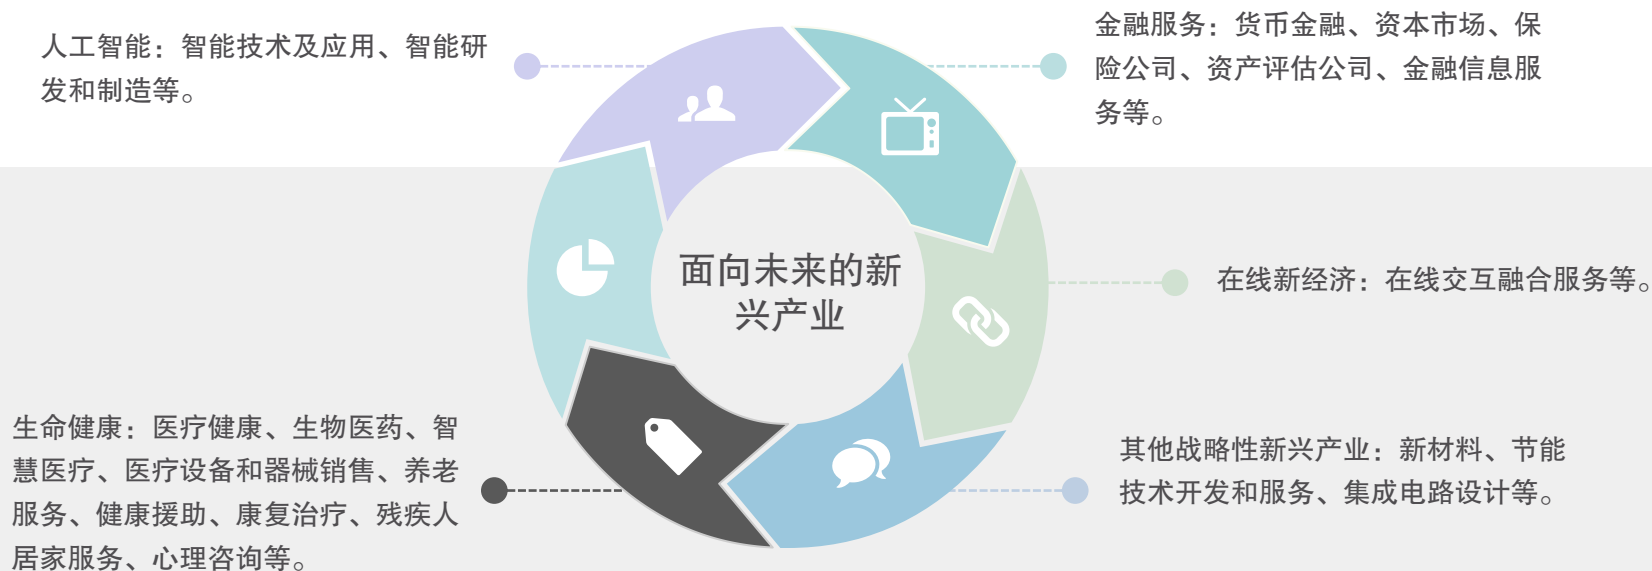 人工智能：智能技术及应用、智能研
发和制造等。
金融服务：货币金融、资本市场、保
险公司、资产评估公司、金融信息服
务等。
面向未来的新
兴产业
在线新经济：在线交互融合服务等。
生命健康：医疗健康、生物医药、智
慧医疗、医疗设备和器械销售、养老
服务、健康援助、康复治疗、残疾人
居家服务、心理咨询等。
其他战略性新兴产业：新材料、节能
技术开发和服务、集成电路设计等。